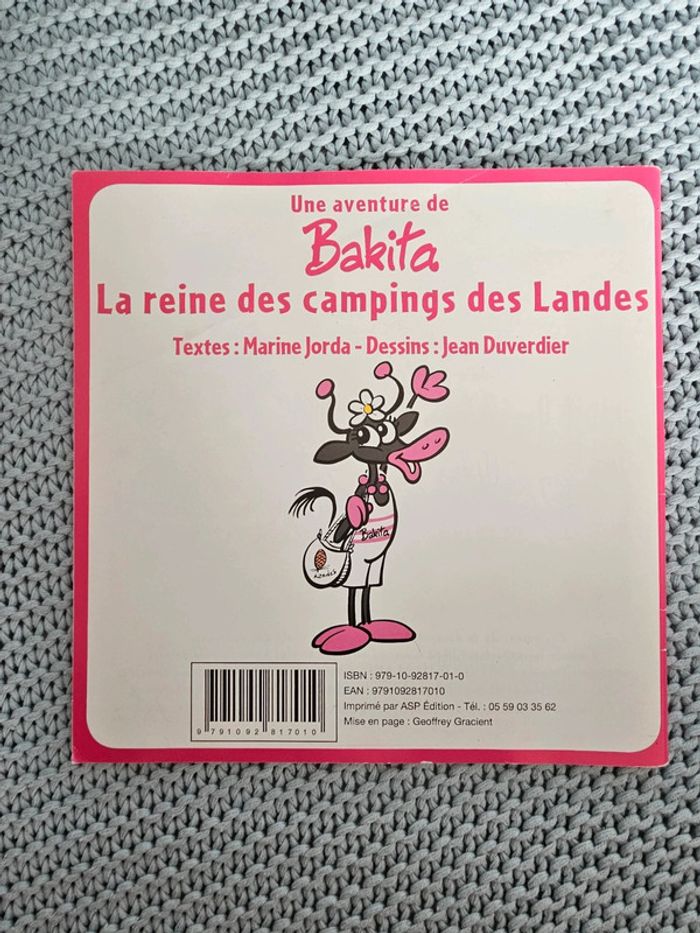 Une aventure de
Bakita
La reine des campings des Landes
Textes : Marine Jorda - Dessins : Jean Duverdier
Bakita
ISBN : 979-10-92817-01-0
EAN : 9791092817010
Imprimé par ASP Édition - Tél. : 05 59 03 35 62
Mise en page : Geoffrey Gracient
9 791092 817010